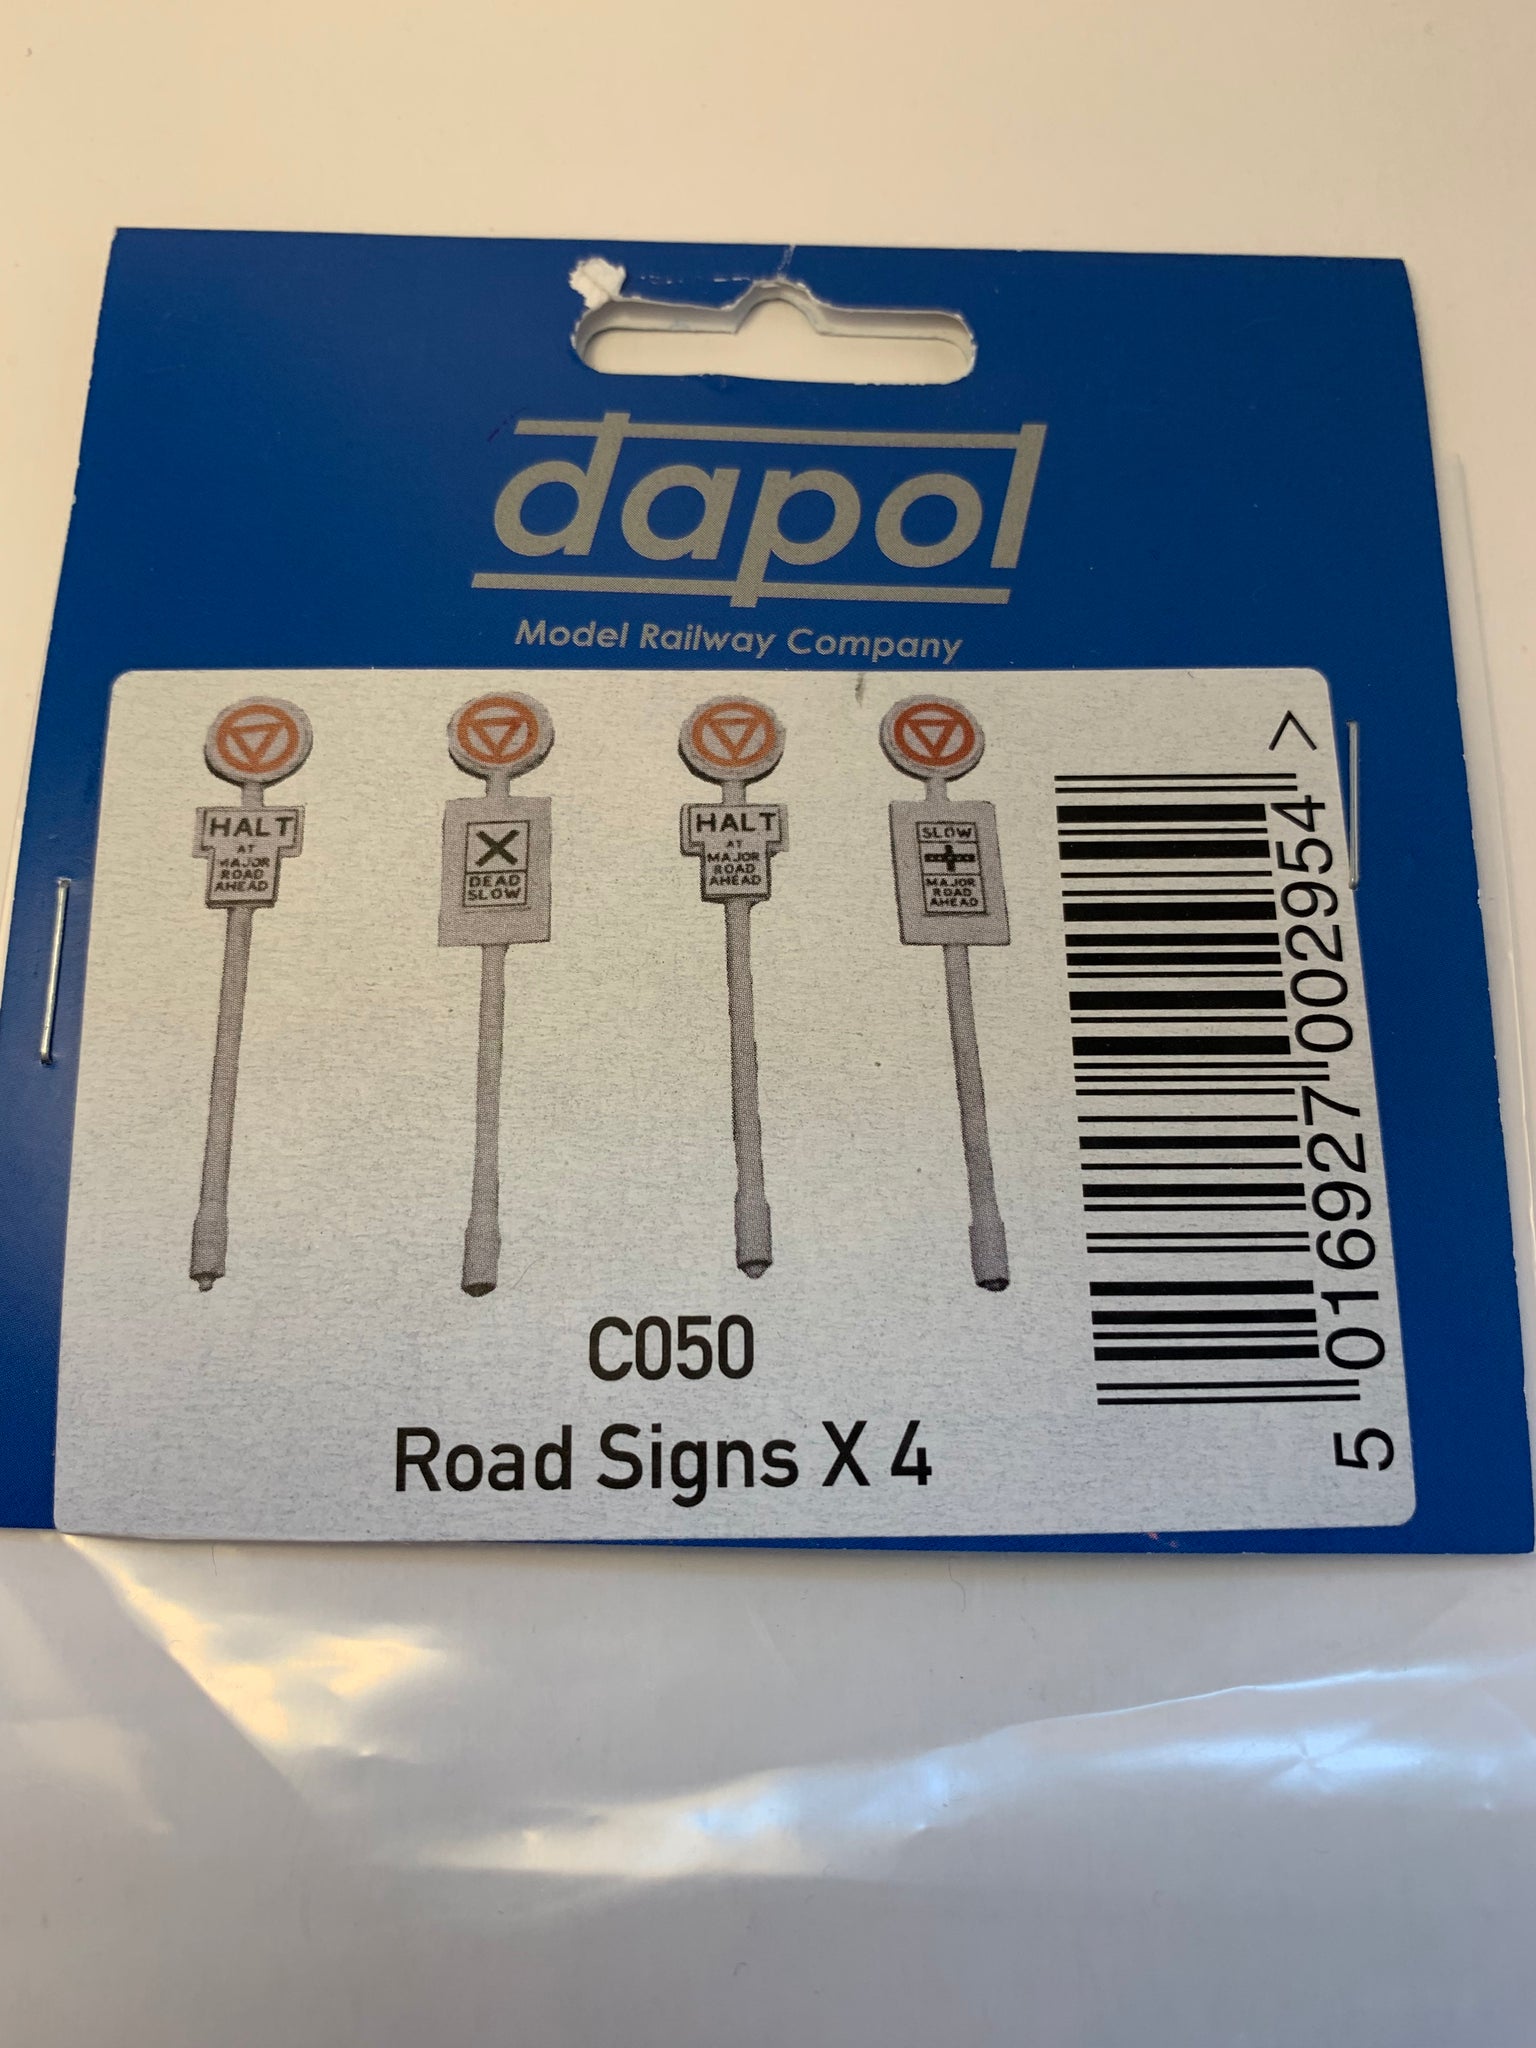 dapol
Model Railway Company
HALT
AT
MAJOR
ROAD
AHEAD
X
DEAD
SLOW
HALT
AT
MAJOR
ROAD
AHEAD
SLOW
MAJOR
ROAD
AHEAD
C050
Road Signs X 4
5 016927 002954 >